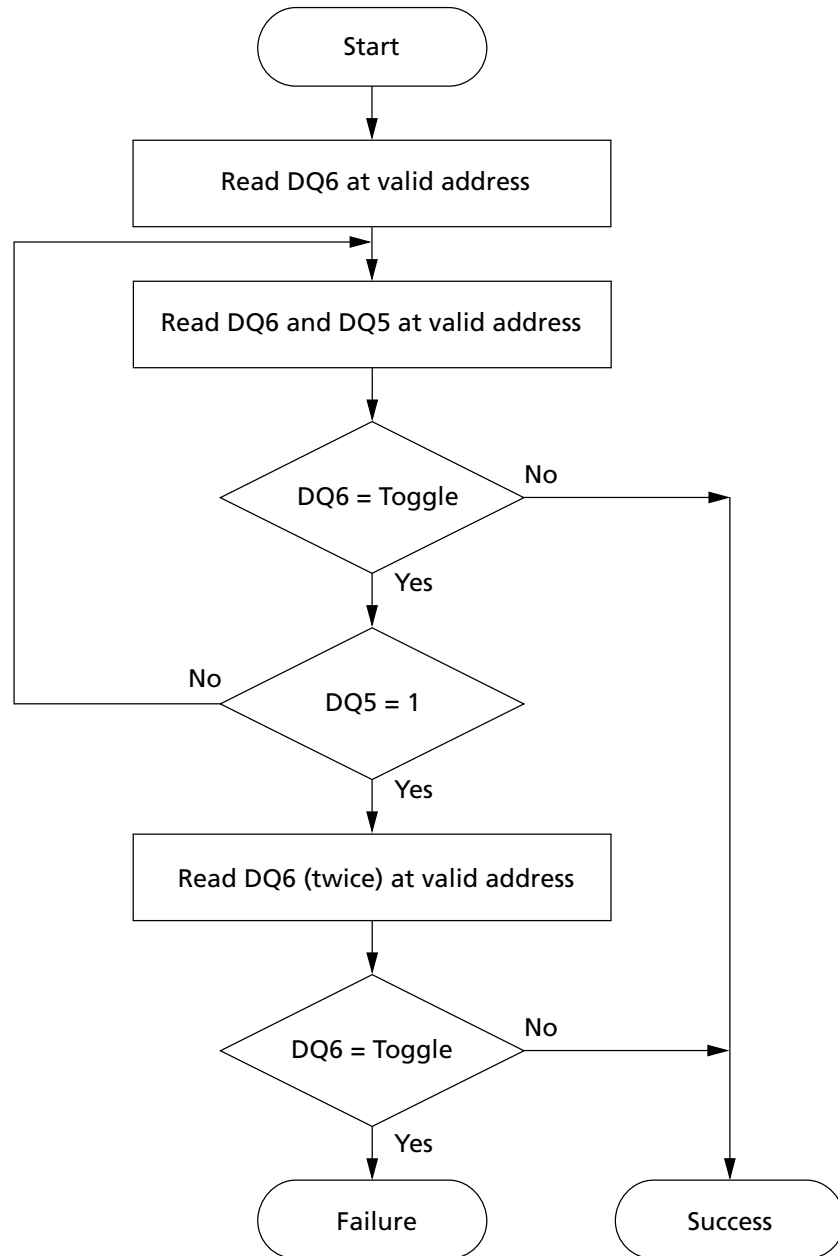 Start
Read DQ6 at valid address
Read DQ6 and DQ5 at valid address
DQ6 = Toggle
No
Yes
No
DQ5 = 1
Yes
Read DQ6 (twice) at valid address
DQ6 = Toggle
No
Yes
Failure
Success